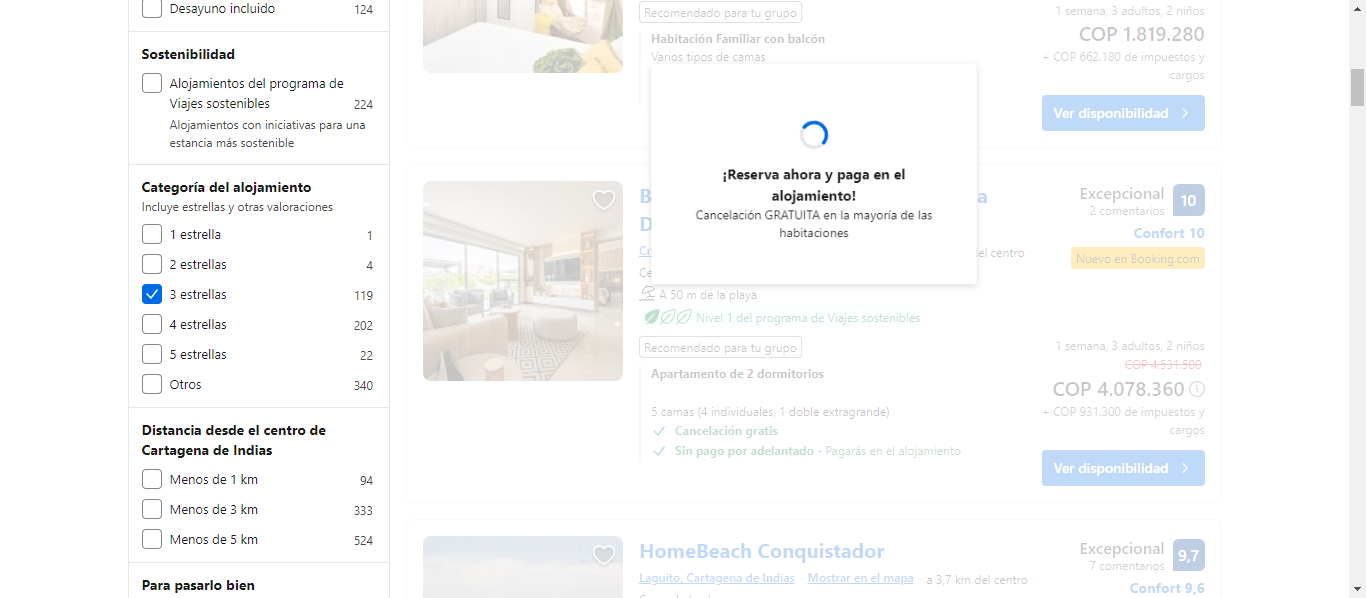 Desayuno incluido 124
Sostenibilidad
Alojamientos del programa de
Viajes sostenibles 224
Alojamientos con iniciativas para una
estancia más sostenible
Categoría del alojamiento
Incluye estrellas y otras valoraciones
1 estrella 1
2 estrellas 4
3 estrellas 119
4 estrellas 202
5 estrellas 22
Otros 340
Distancia desde el centro de
Cartagena de Indias
Menos de 1 km 94
Menos de 3 km 333
Menos de 5 km 524
Para pasarlo bien
Recomendado para tu grupo
Habitación Familiar con balcón
Varios tipos de camas
1 semana, 3 adultos, 2 niños
COP 1.819.280
+ COP 662.180 de impuestos y
cargos
Ver disponibilidad
¡Reserva ahora y paga en el
alojamiento!
Cancelación GRATUITA en la mayoría de las
habitaciones
del centro
A 50 m de la playa
Nivel 1 del programa de Viajes sostenibles
Excepcional 10
2 comentarios
Confort 10
Nuevo en Booking.com
Recomendado para tu grupo
Apartamento de 2 dormitorios
5 camas (4 individuales, 1 doble extragrande)
Cancelación gratis
Sin pago por adelantado - Pagarás en el alojamiento
1 semana, 3 adultos, 2 niños
COP 4.531.500
COP 4.078.360
+ COP 931.300 de impuestos y
cargos
Ver disponibilidad
HomeBeach Conquistador
Laguito, Cartagena de Indias Mostrar en el mapa a 3,7 km del centro
Excepcional 9,7
7 comentarios
Confort 9,6